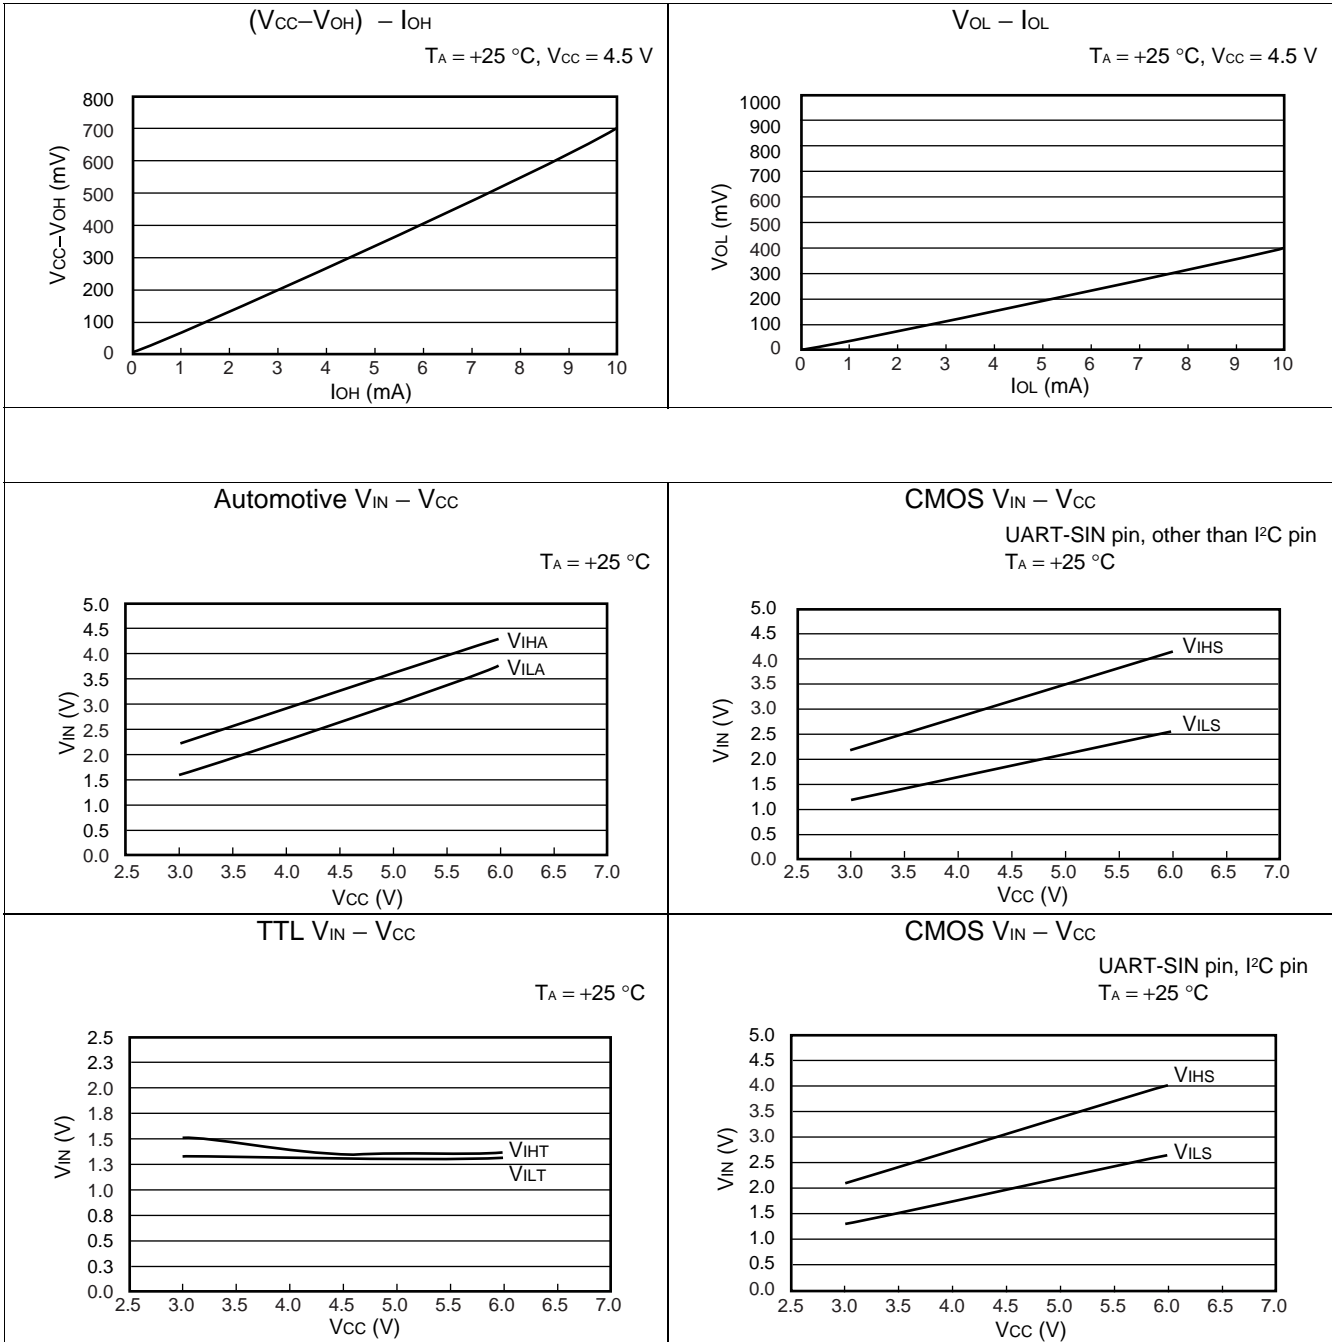 (VCC–VOH) – IOH
TA = +25 °C, VCC = 4.5 V
800
700
600
500
400
300
200
100
0
VCC–VOH (mV)
0 1 2 3 4 5 6 7 8 9 10
IOH (mA)
VOL – IOL
TA = +25 °C, VCC = 4.5 V
1000
900
800
700
600
500
400
300
200
100
0
VOL (mV)
0 1 2 3 4 5 6 7 8 9 10
IOL (mA)
Automotive VIN – VCC
TA = +25 °C
5.0
4.5
4.0
3.5
3.0
2.5
2.0
1.5
1.0
0.5
0.0
VIN (V)
VIHA
VILA
2.5 3.0 3.5 4.0 4.5 5.0 5.5 6.0 6.5 7.0
VCC (V)
CMOS VIN – VCC
UART-SIN pin, other than I²C pin
TA = +25 °C
5.0
4.5
4.0
3.5
3.0
2.5
2.0
1.5
1.0
0.5
0.0
VIN (V)
VIHS
VILS
2.5 3.0 3.5 4.0 4.5 5.0 5.5 6.0 6.5 7.0
VCC (V)
TTL VIN – VCC
TA = +25 °C
2.5
2.3
2.0
1.8
1.5
1.3
1.0
0.8
0.5
0.3
0.0
VIN (V)
VIHT
VILT
2.5 3.0 3.5 4.0 4.5 5.0 5.5 6.0 6.5 7.0
VCC (V)
CMOS VIN – VCC
UART-SIN pin, I²C pin
TA = +25 °C
5.0
4.5
4.0
3.5
3.0
2.5
2.0
1.5
1.0
0.5
0.0
VIN (V)
VIHS
VILS
2.5 3.0 3.5 4.0 4.5 5.0 5.5 6.0 6.5 7.0
VCC (V)